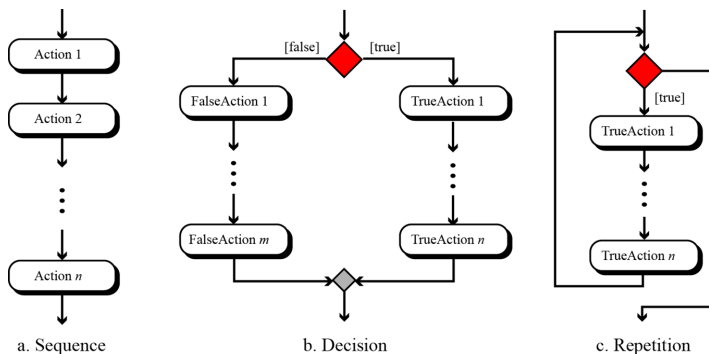 Action 1
Action 2
Action n
a. Sequence
[false]
[true]
FalseAction 1
TrueAction 1
FalseAction m
TrueAction n
b. Decision
[true]
TrueAction 1
TrueAction n
c. Repetition